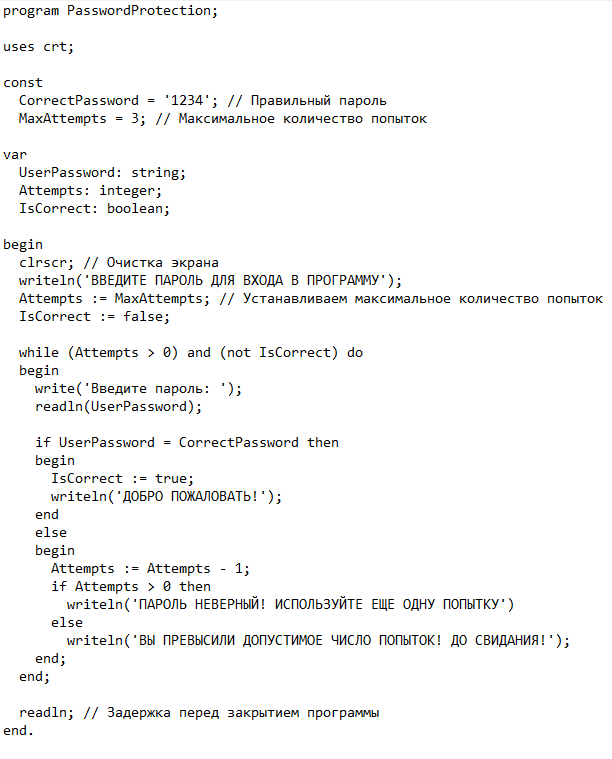 program PasswordProtection;

uses crt;

const
  CorrectPassword = '1234'; // Правильный пароль
  MaxAttempts = 3; // Максимальное количество попыток

var
  UserPassword: string;
  Attempts: integer;
  IsCorrect: boolean;

begin
  clrscr; // Очистка экрана
  writeln('ВВЕДИТЕ ПАРОЛЬ ДЛЯ ВХОДА В ПРОГРАММУ');
  Attempts := MaxAttempts; // Устанавливаем максимальное количество попыток
  IsCorrect := false;

  while (Attempts > 0) and (not IsCorrect) do
  begin
    write('Введите пароль: ');
    readln(UserPassword);

    if UserPassword = CorrectPassword then
    begin
      IsCorrect := true;
      writeln('ДОБРО ПОЖАЛОВАТЬ!');
    end
    else
    begin
      Attempts := Attempts - 1;
      if Attempts > 0 then
        writeln('ПАРОЛЬ НЕВЕРНЫЙ! ИСПОЛЬЗУЙТЕ ЕЩЕ ОДНУ ПОПЫТКУ')
      else
        writeln('ВЫ ПРЕВЫСИЛИ ДОПУСТИМОЕ ЧИСЛО ПОПЫТОК! ДО СВИДАНИЯ!');
    end;
  end;

  readln; // Задержка перед закрытием программы
end.